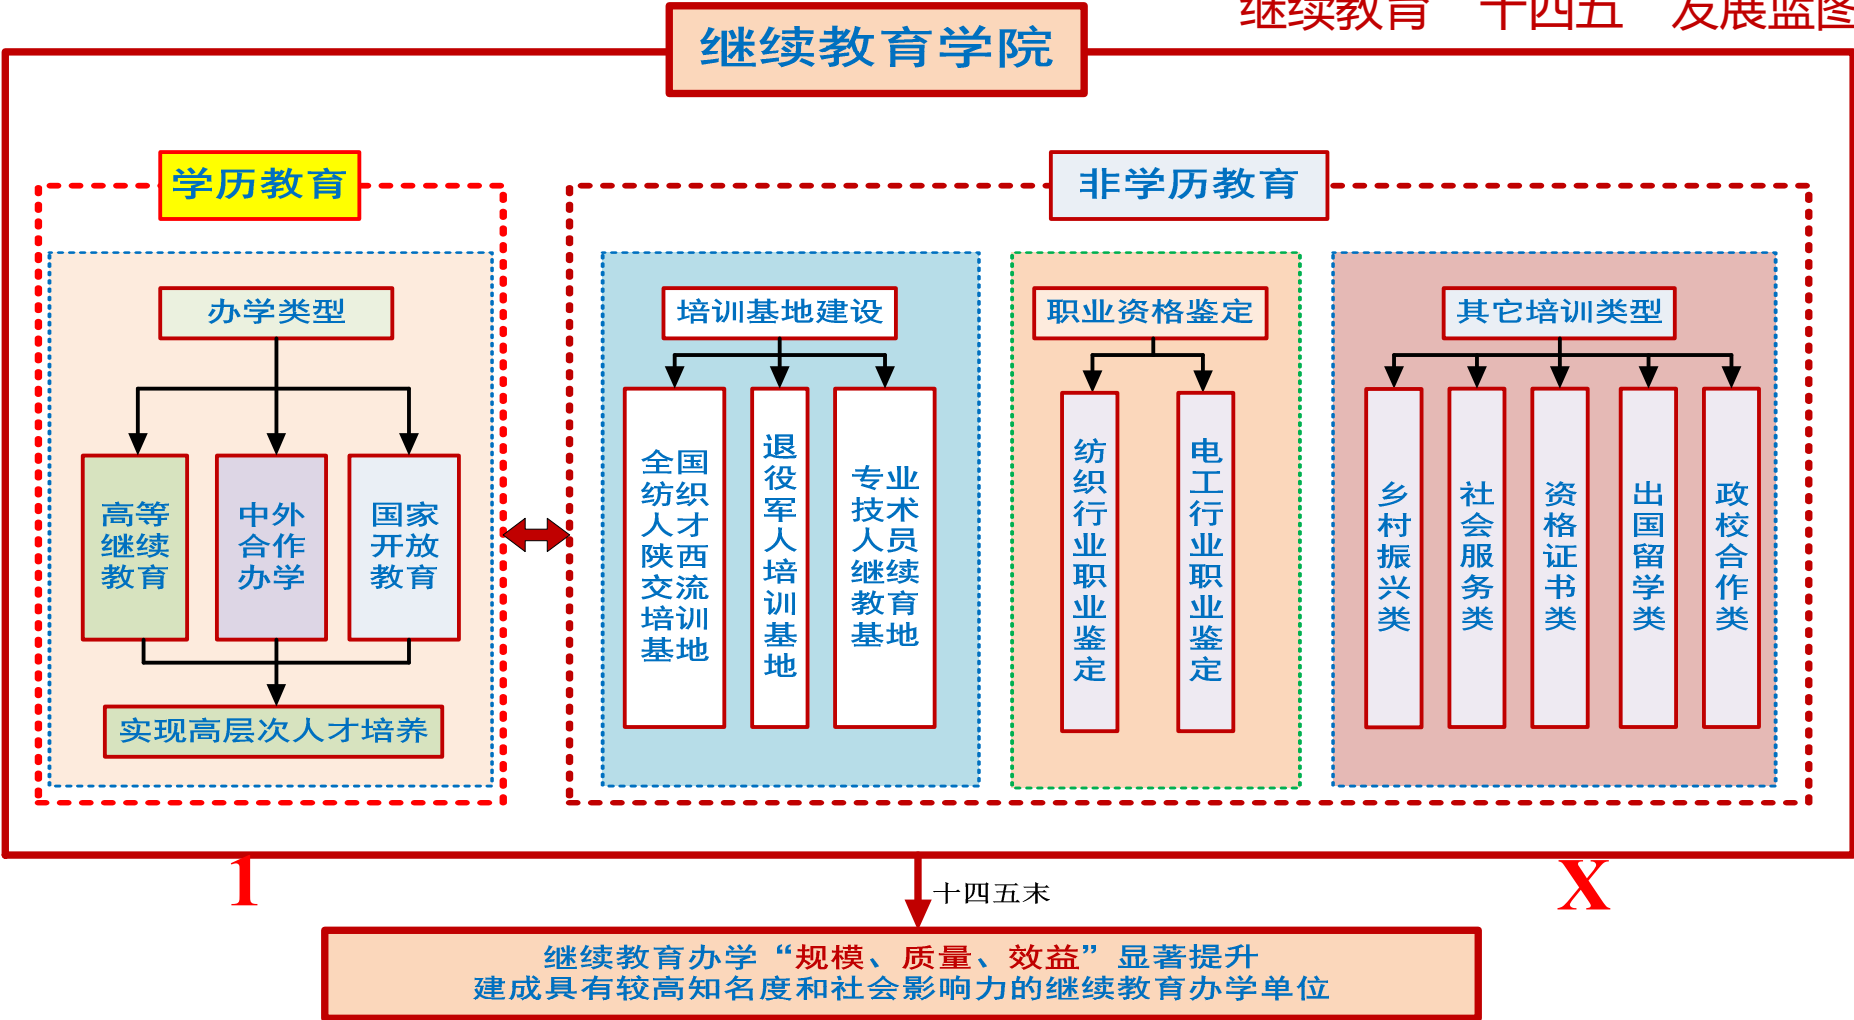 继续教育 十四五 发展蓝图
继续教育学院
学历教育
非学历教育
办学类型
高等
继续
教育
中外
合作
办学
国家
开放
教育
实现高层次人才培养
培训基地建设
全国
纺织
人才
陕西
交流
培训
基地
退役军人培训基地
专业
技术
人员
继续
教育
基地
职业资格鉴定
纺织行业职业鉴定
电工行业职业鉴定
其它培训类型
乡村振兴类
社会服务类
资格证书类
出国留学类
政校合作类
1
X
十四五末
继续教育办学“规模、质量、效益”显著提升
建成具有较高知名度和社会影响力的继续教育办学单位